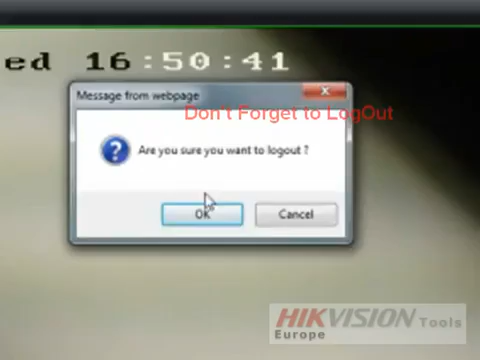 ed 16:50:41
Message from webpage
Don't Forget to LogOut
Are you sure you want to logout ?
OK
Cancel
HIKVISION Tools
Europe